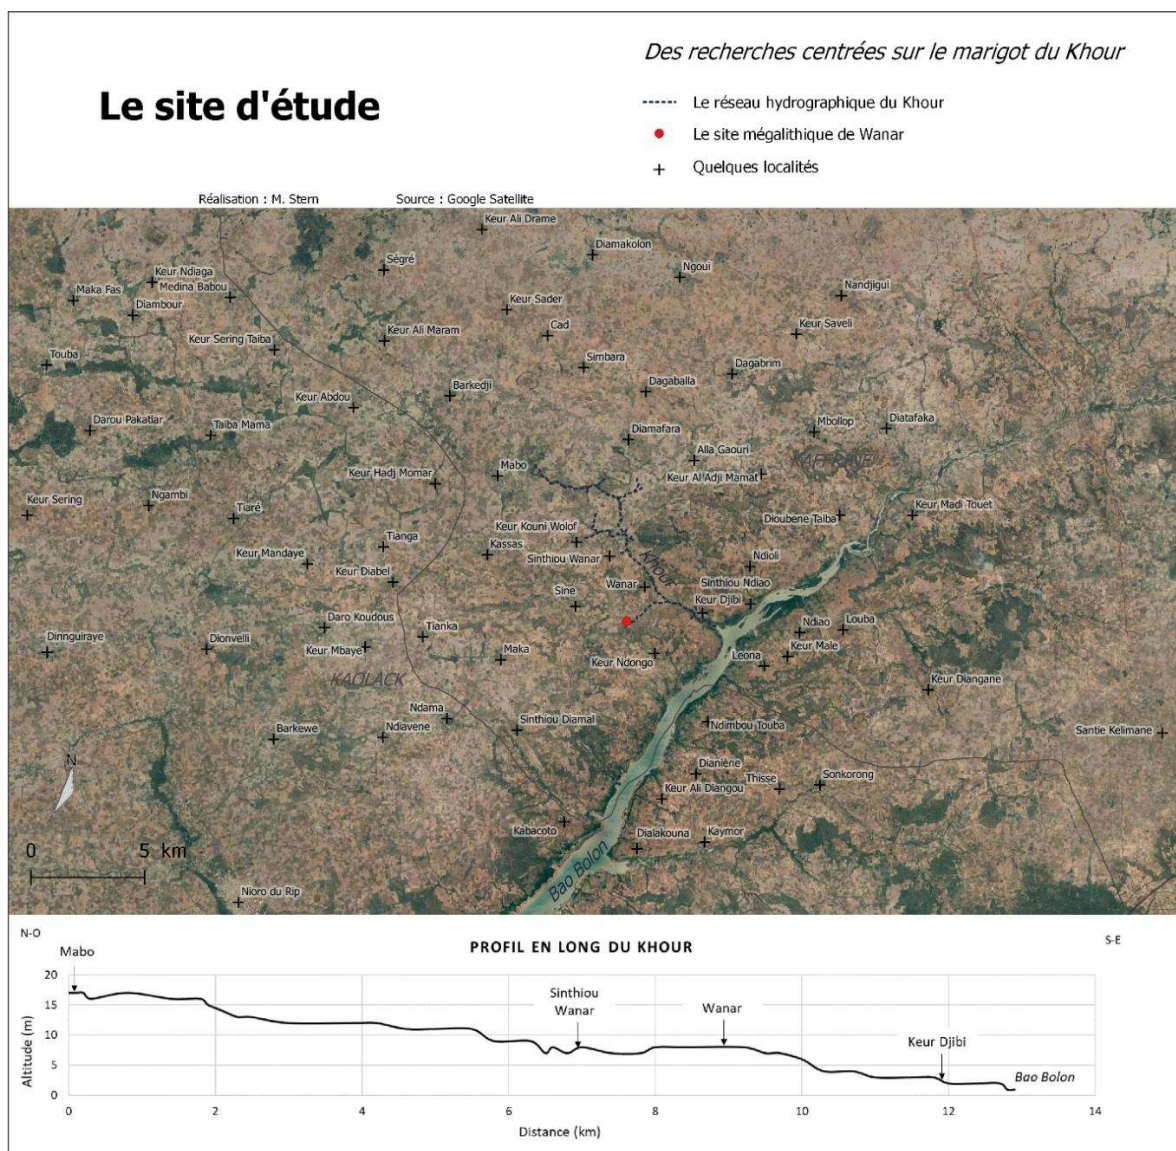 Le site d'étude
Des recherches centrées sur le marigot du Khour
Le réseau hydrographique du Khour
Le site mégalithique de Wanar
Quelques localités
Réalisation : M. Stern
Source : Google Satellite
Keur Ali Drame
Diamakolon
Ségré
Ngoui
Keur Ndiaga
Medina Babou
Maka Fas
Diambour
Nandjigui
Keur Sader
Cad
Keur Saveli
Keur Ali Maram
Keur Sering Taiba
Touba
Simbara
Dagabrim
Dagaballa
Barkedji
Keur Abdou
Darou Pakatiar
Taiba Mama
Diamafara
Mbollop
Diatafaka
Alla Gaouri
KAFFRINE
Keur Al Adji Mamat
Mabo
Keur Hadj Momar
Keur Sering
Ngambi
Tiaré
Dioubene Taiba
Keur Madi Touet
Keur Kouni Wolof
Tianga
Keur Mandaye
Kassas
Sinthiou Wanar
Khour
Ndioli
Keur Diabel
Wanar
Sinthiou Ndiao
Sine
Keur Djibi
Daro Koudous
Tianka
Ndiao
Louba
Dinnguiraye
Dionvelli
Keur Mbaye
Maka
Keur Ndongo
Leona
Keur Male
KAOLACK
Keur Diangane
Ndama
Sinthiou Diamal
Ndimbou Touba
Santie Kelimane
Barkewe
Ndiavene
N
Dianiène
Thisse
Sonkorong
Keur Ali Diangou
Kabacoto
Dialakouna
Kaymor
0 5 km
Bao Bolon
Nioro du Rip
N-O
PROFIL EN LONG DU KHOUR
S-E
Mabo
Sinthiou
Wanar
Wanar
Keur Djibi
Bao Bolon
Altitude (m)
20
15
10
5
0
0 2 4 6 8 10 12 14
Distance (km)